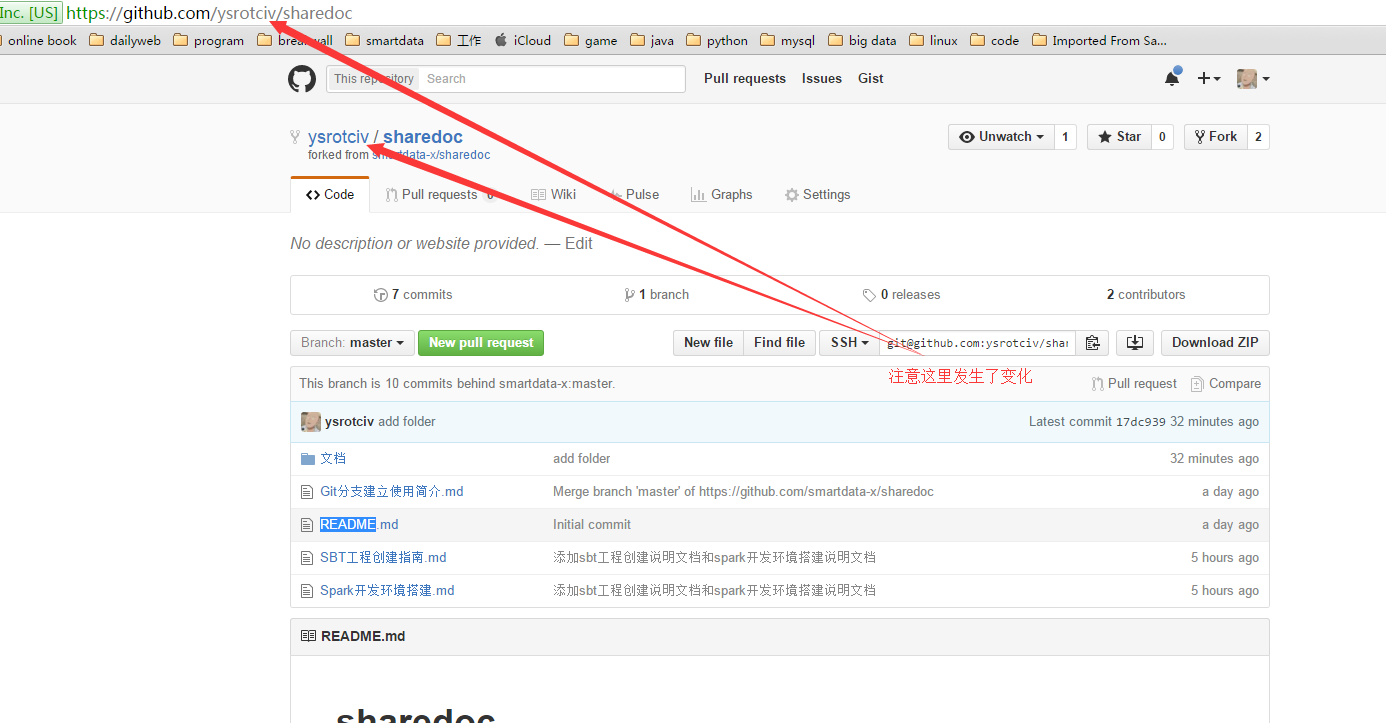 Inc. [US] https://github.com/ysrotciv/sharedoc
online book dailyweb program breakwall smartdata 工作 iCloud game java python mysql big data linux code Imported From Sa...
This repository Search Pull requests Issues Gist
ysrotciv / sharedoc Unwatch 1 Star 0 Fork 2
forked from smartdata-x/sharedoc
Code Pull requests 0 Wiki Pulse Graphs Settings
No description or website provided. — Edit
7 commits 1 branch 0 releases 2 contributors
Branch: master New pull request New file Find file SSH git@github.com:ysrotciv/shar Download ZIP
注意这里发生了变化
This branch is 10 commits behind smartdata-x:master. Pull request Compare
ysrotciv add folder Latest commit 17dc939 32 minutes ago
文档 add folder 32 minutes ago
Git分支建立使用简介.md Merge branch 'master' of https://github.com/smartdata-x/sharedoc a day ago
README.md Initial commit a day ago
SBT工程创建指南.md 添加sbt工程创建说明文档和spark开发环境搭建说明文档 5 hours ago
Spark开发环境搭建.md 添加sbt工程创建说明文档和spark开发环境搭建说明文档 5 hours ago
README.md
sharedoc